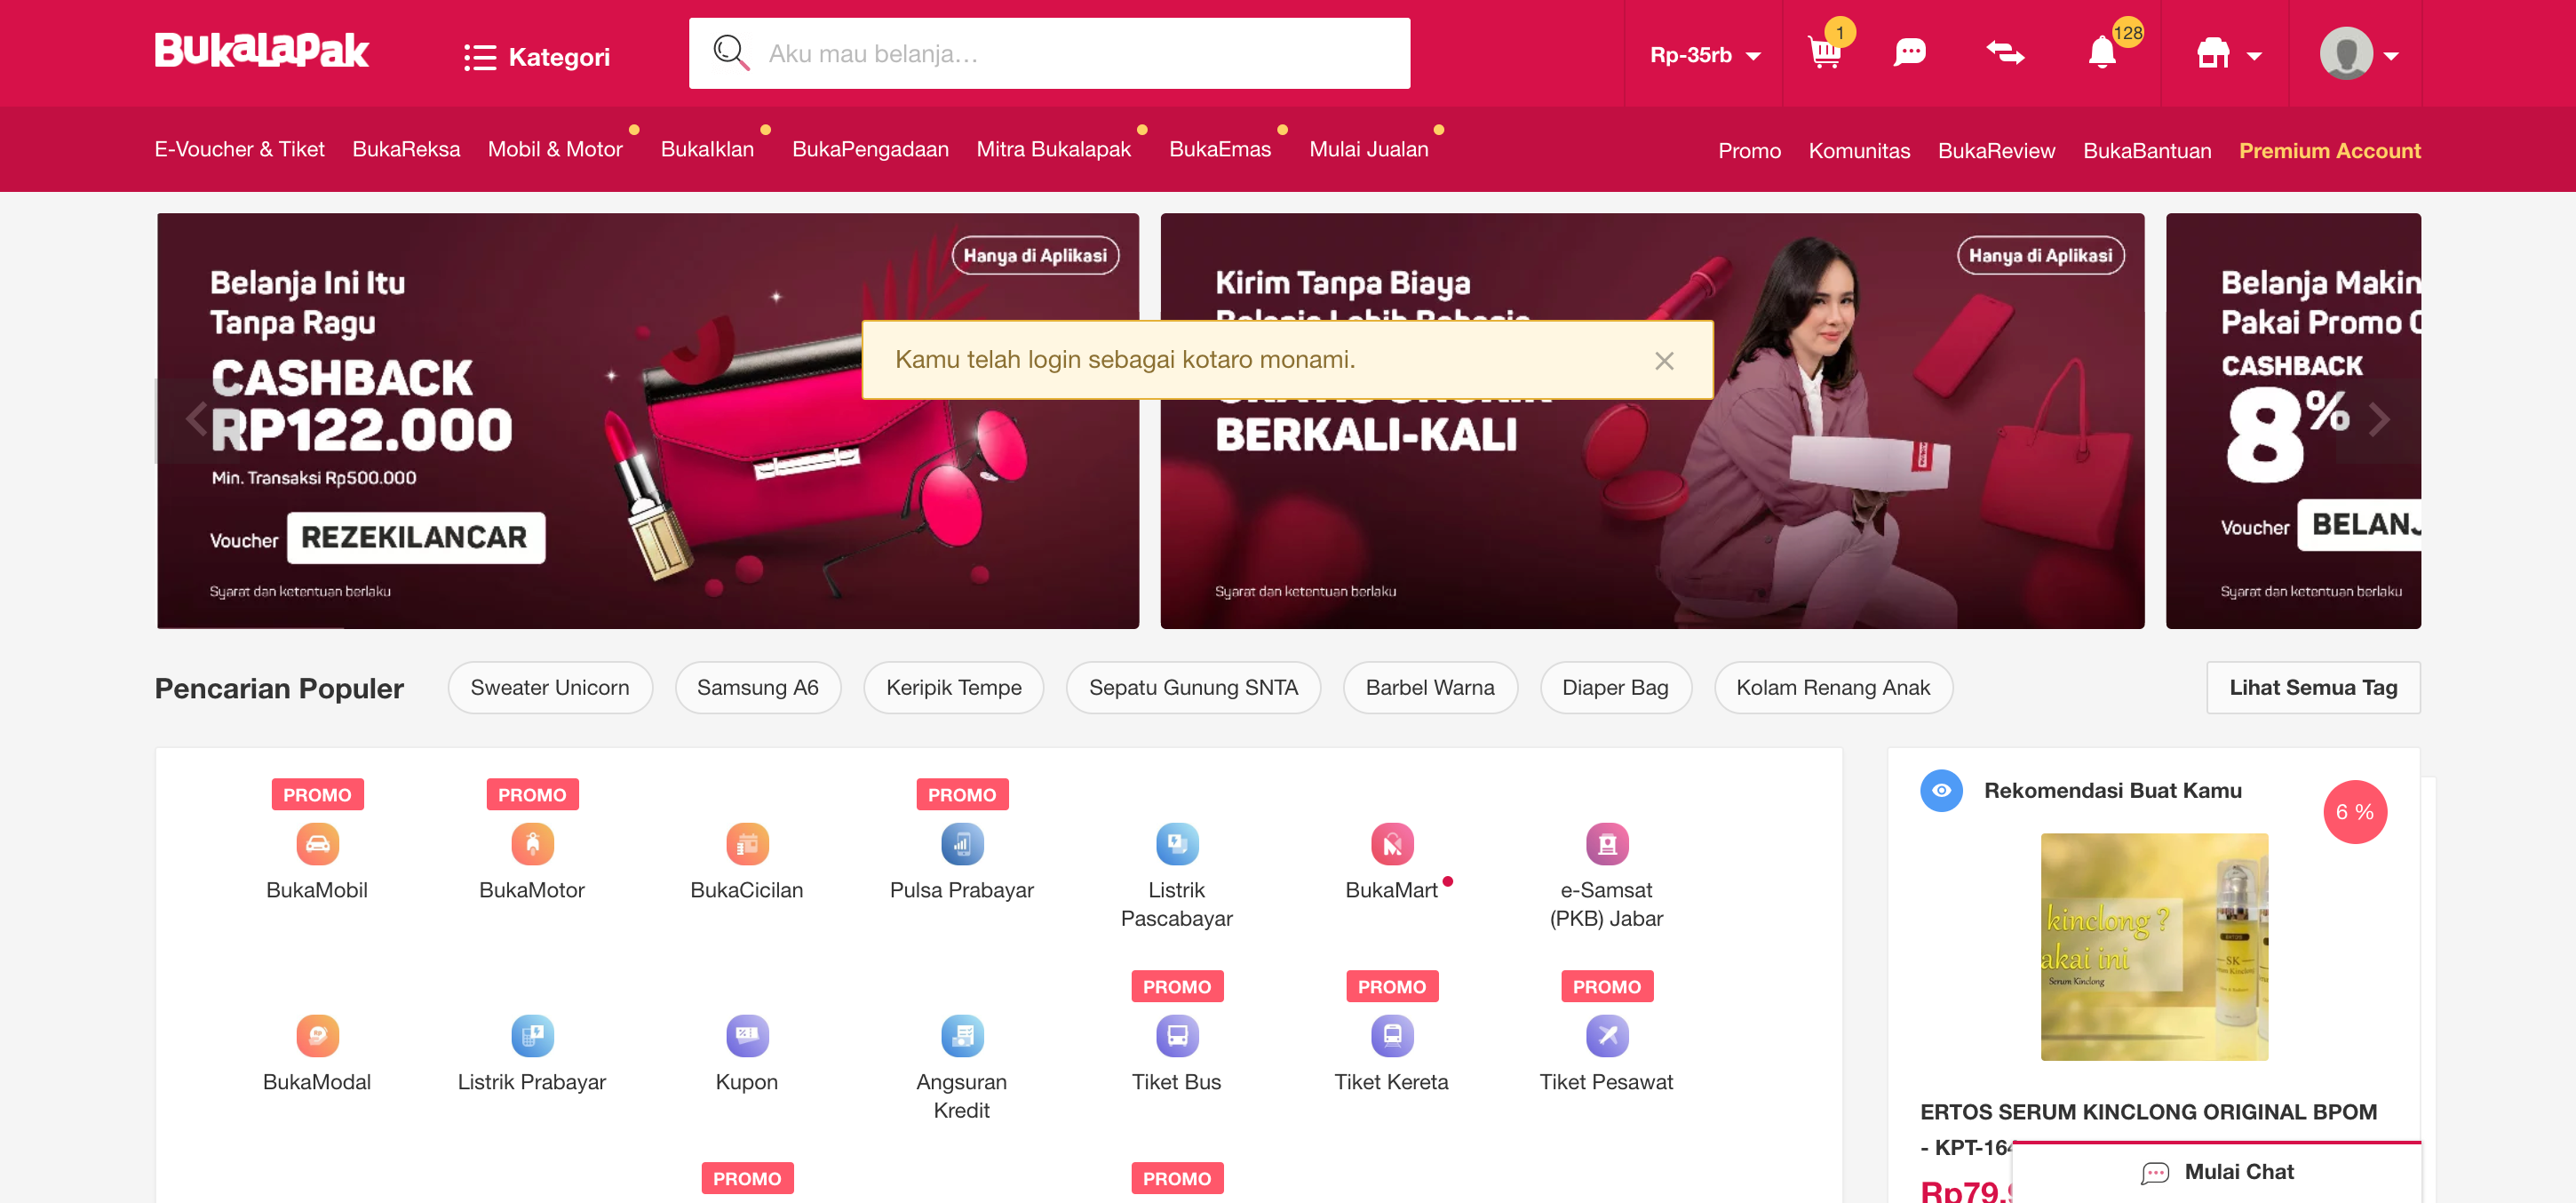 BukaLapak
Kategori
Aku mau belanja...
Rp-35rb
1
128
E-Voucher & Tiket
BukaReksa
Mobil & Motor
BukaIklan
BukaPengadaan
Mitra Bukalapak
BukaEmas
Mulai Jualan
Promo
Komunitas
BukaReview
BukaBantuan
Premium Account
Hanya di Aplikasi
Belanja Ini Itu
Tanpa Ragu
CASHBACK
RP122.000
Min. Transaksi Rp500.000
Voucher REZEKILANCAR
Syarat dan ketentuan berlaku
Hanya di Aplikasi
Kirim Tanpa Biaya
BERKALI-KALI
Syarat dan ketentuan berlaku
Belanja Makin
Pakai Promo
CASHBACK
8%
Voucher BELANJ
Syarat dan ketentuan berlaku
Kamu telah login sebagai kotaro monami.
Pencarian Populer
Sweater Unicorn
Samsung A6
Keripik Tempe
Sepatu Gunung SNTA
Barbel Warna
Diaper Bag
Kolam Renang Anak
Lihat Semua Tag
PROMO
PROMO
PROMO
BukaMobil
BukaMotor
BukaCicilan
Pulsa Prabayar
Listrik
Pascabayar
BukaMart
e-Samsat
(PKB) Jabar
PROMO
PROMO
PROMO
BukaModal
Listrik Prabayar
Kupon
Angsuran
Kredit
Tiket Bus
Tiket Kereta
Tiket Pesawat
PROMO
PROMO
Rekomendasi Buat Kamu
6 %
kinclong ?
akai ini
Serum Kinclong
SK
ERTOS SERUM KINCLONG ORIGINAL BPOM
- KPT-164
Rp79.9
Mulai Chat